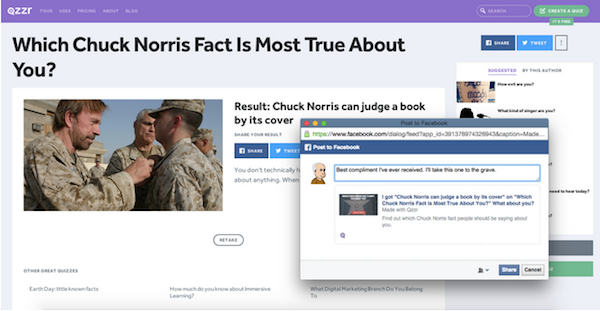 Qzzr TOUR USES PRICING ABOUT BLOG SEARCH CREATE A QUIZ
IT'S FREE
Which Chuck Norris Fact Is Most True About
You?
SHARE TWEET
SUGGESTED BY THIS AUTHOR
How evil are you?
What kind of singer are you?
Result: Chuck Norris can judge a book
by its cover
SHARE YOUR RESULT
SHARE TWEET
You don't technically
about anything. When
RETAKE
OTHER GREAT QUIZZES
Earth Day: little known facts
How much do you know about Immersive
Learning?
What Digital Marketing Branch Do You Belong
To
need to hear today?
Post to Facebook
https://www.facebook.com/dialog/feed?app_id=391378974326943&caption=Made...
Post to Facebook
Best compliment I've ever received. I'll take this one to the grave.
I got "Chuck Norris can judge a book by its cover" on "Which
Chuck Norris Fact Is Most True About You?" What about you?
Made with Qzzr
Find out which Chuck Norris fact people should be saying about
you.
Share Cancel